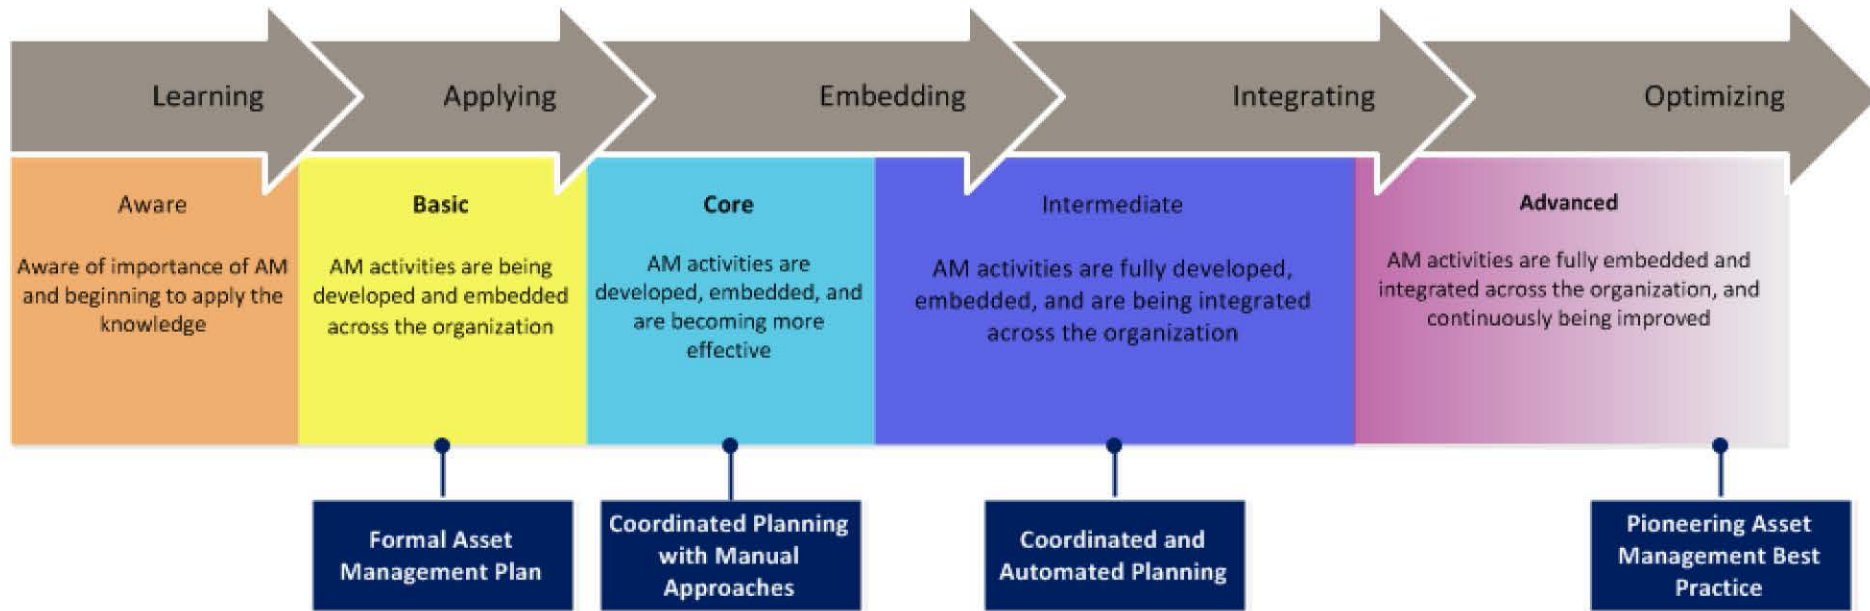 Learning
Applying
Embedding
Integrating
Optimizing
Aware
Aware of importance of AM
and beginning to apply the
knowledge
Basic
AM activities are being
developed and embedded
across the organization
Core
AM activities are
developed, embedded, and
are becoming more
effective
Intermediate
AM activities are fully developed,
embedded, and are being integrated
across the organization
Advanced
AM activities are fully embedded and
integrated across the organization, and
continuously being improved
Formal Asset
Management Plan
Coordinated Planning
with Manual
Approaches
Coordinated and
Automated Planning
Pioneering Asset
Management Best
Practice